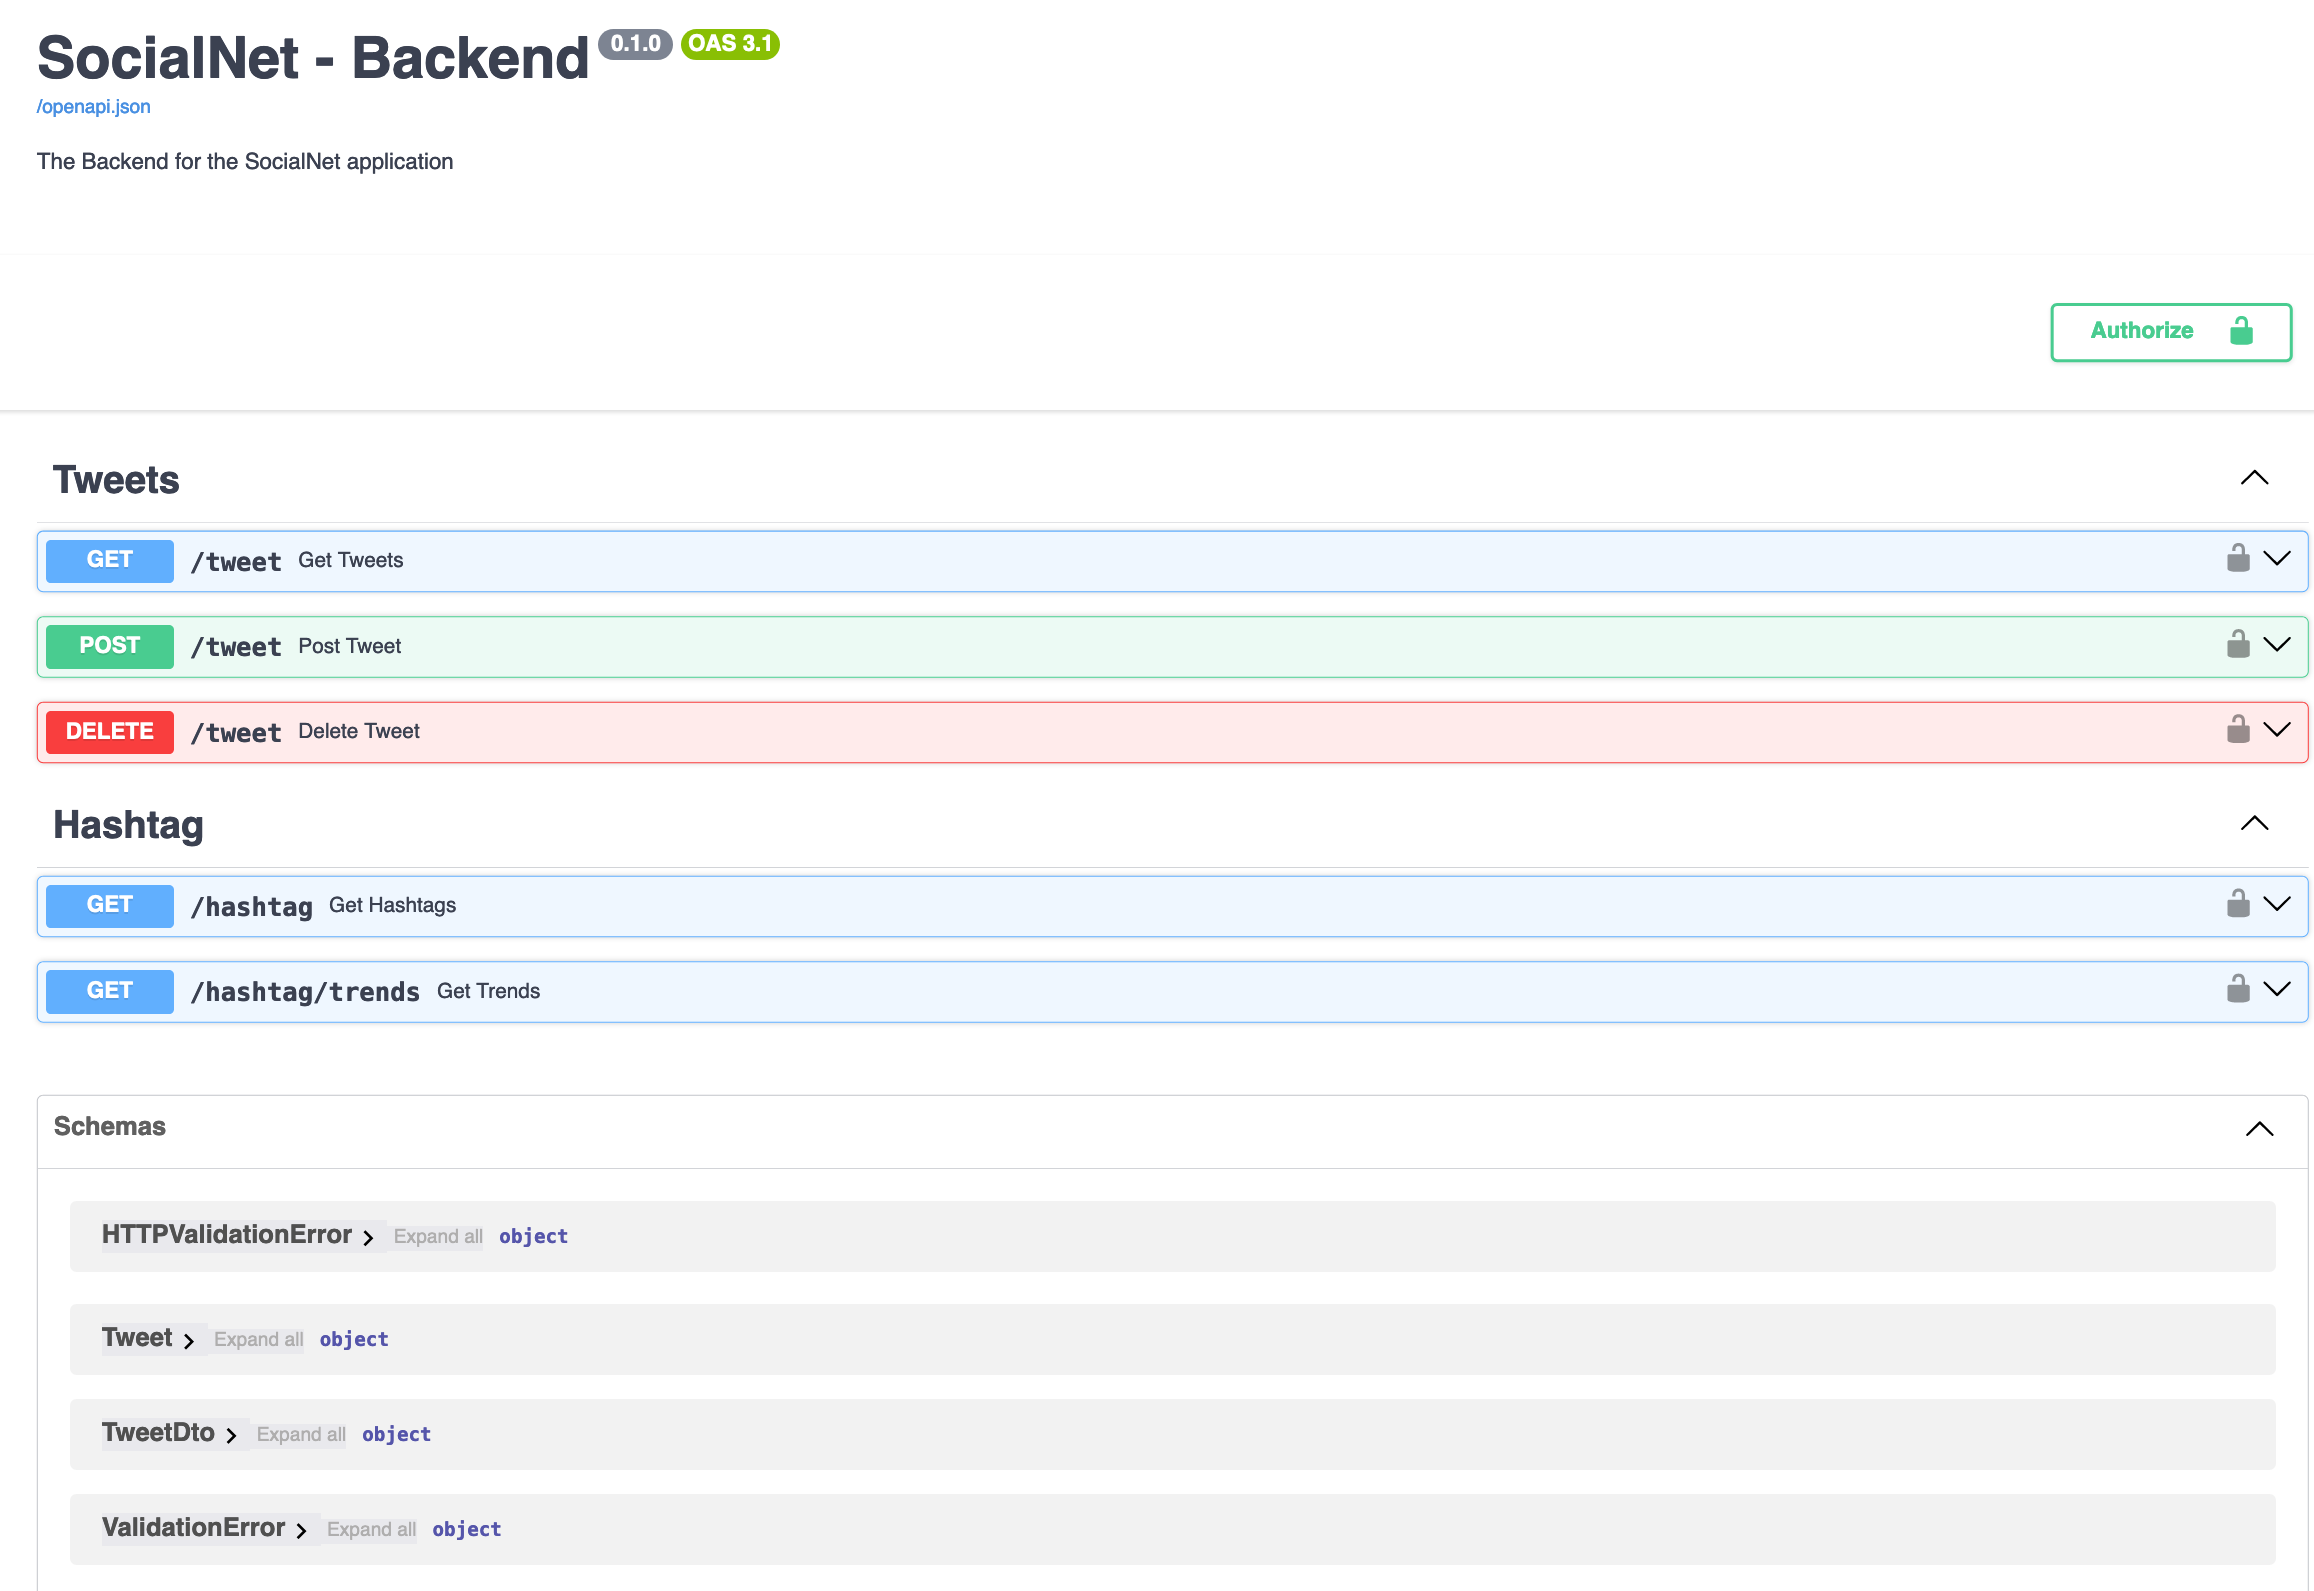 SocialNet - Backend 0.1.0 OAS 3.1
/openapi.json
The Backend for the SocialNet application
Authorize
Tweets
GET /tweet Get Tweets
POST /tweet Post Tweet
DELETE /tweet Delete Tweet
Hashtag
GET /hashtag Get Hashtags
GET /hashtag/trends Get Trends
Schemas
HTTPValidationError Expand all object
Tweet Expand all object
TweetDto Expand all object
ValidationError Expand all object